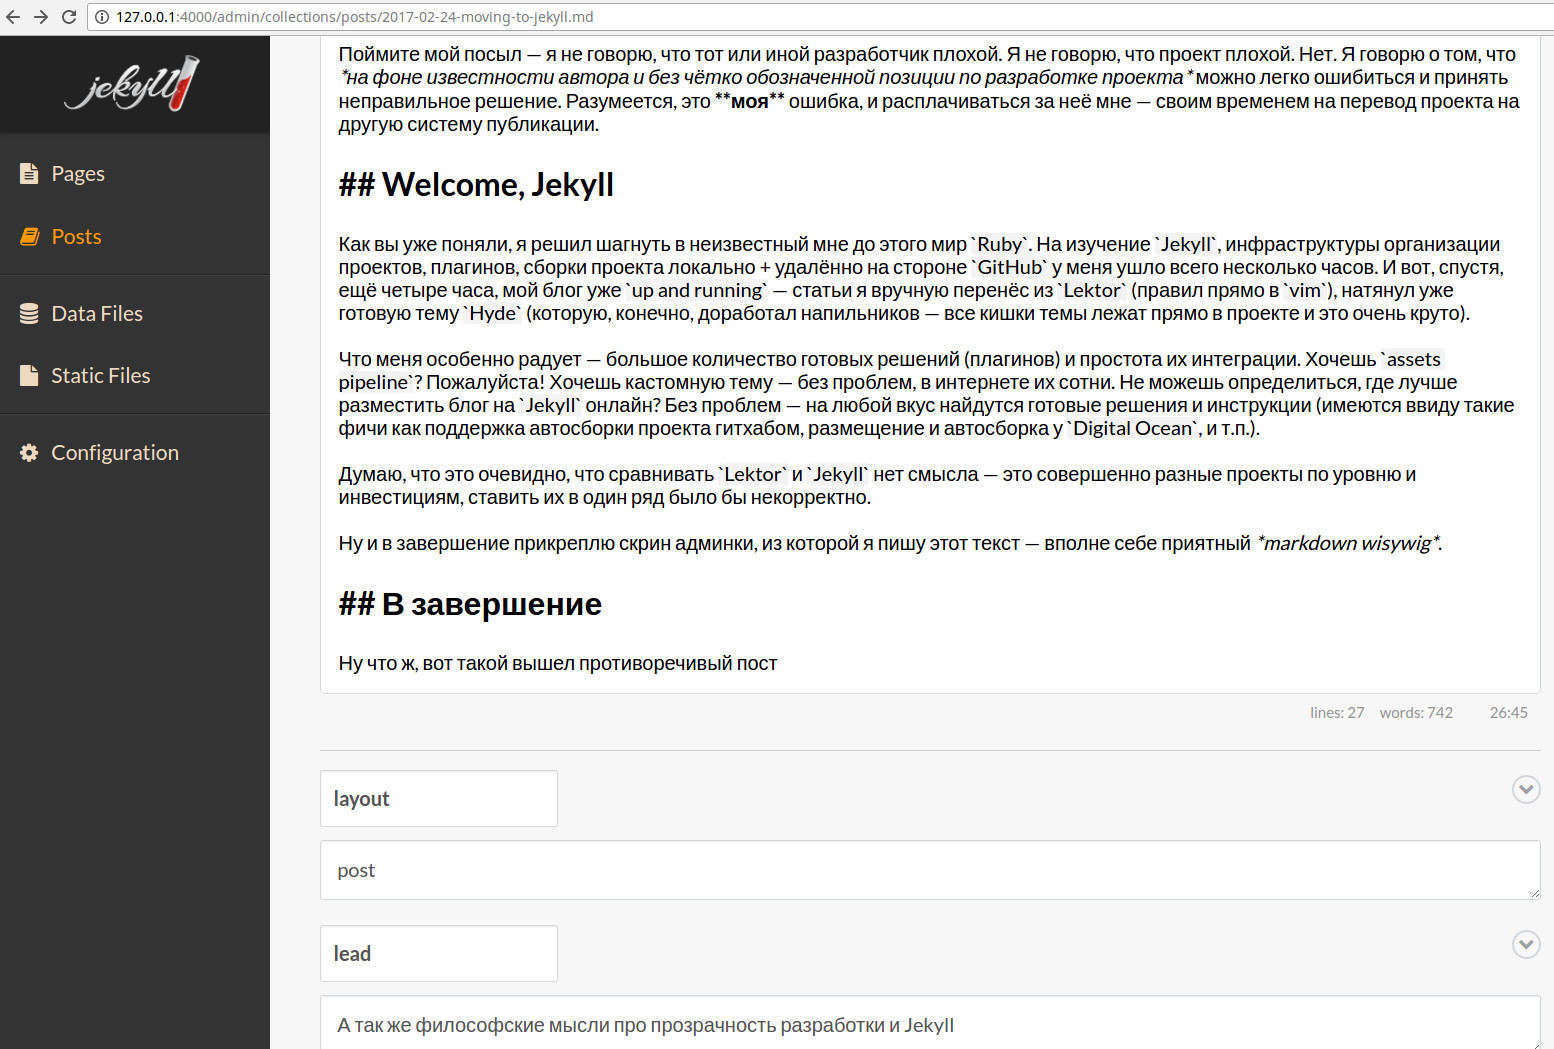 127.0.0.1:4000/admin/collections/posts/2017-02-24-moving-to-jekyll.md
jekyll
Pages
Posts
Data Files
Static Files
Configuration
Поймите мой посыл — я не говорю, что тот или иной разработчик плохой. Я не говорю, что проект плохой. Нет. Я говорю о том, что
*на фоне известности автора и без чётко обозначенной позиции по разработке проекта* можно легко ошибиться и принять
неправильное решение. Разумеется, это **моя** ошибка, и расплачиваться за неё мне — своим временем на перевод проекта на
другую систему публикации.
## Welcome, Jekyll
Как вы уже поняли, я решил шагнуть в неизвестный мне до этого мир `Ruby`. На изучение `Jekyll`, инфраструктуры организации
проектов, плагинов, сборки проекта локально + удалённо на стороне `GitHub` у меня ушло всего несколько часов. И вот, спустя,
ещё четыре часа, мой блог уже `up and running` — статьи я вручную перенёс из `Lektor` (правил прямо в `vim`), натянул уже
готовую тему `Hyde` (которую, конечно, доработал напильников — все кишки темы лежат прямо в проекте и это очень круто).
Что меня особенно радует — большое количество готовых решений (плагинов) и простота их интеграции. Хочешь `assets
pipeline`? Пожалуйста! Хочешь кастомную тему — без проблем, в интернете их сотни. Не можешь определиться, где лучше
разместить блог на `Jekyll` онлайн? Без проблем — на любой вкус найдутся готовые решения и инструкции (имеются ввиду такие
фичи как поддержка автосборки проекта гитхабом, размещение и автосборка у `Digital Ocean`, и т.п.).
Думаю, что это очевидно, что сравнивать `Lektor` и `Jekyll` нет смысла — это совершенно разные проекты по уровню и
инвестициям, ставить их в один ряд было бы некорректно.
Ну и в завершение прикреплю скрин админки, из которой я пишу этот текст — вполне себе приятный *markdown wisywig*.
## В завершение
Ну что ж, вот такой вышел противоречивый пост
lines: 27 words: 742 26:45
layout
post
lead
А так же философские мысли про прозрачность разработки и Jekyll